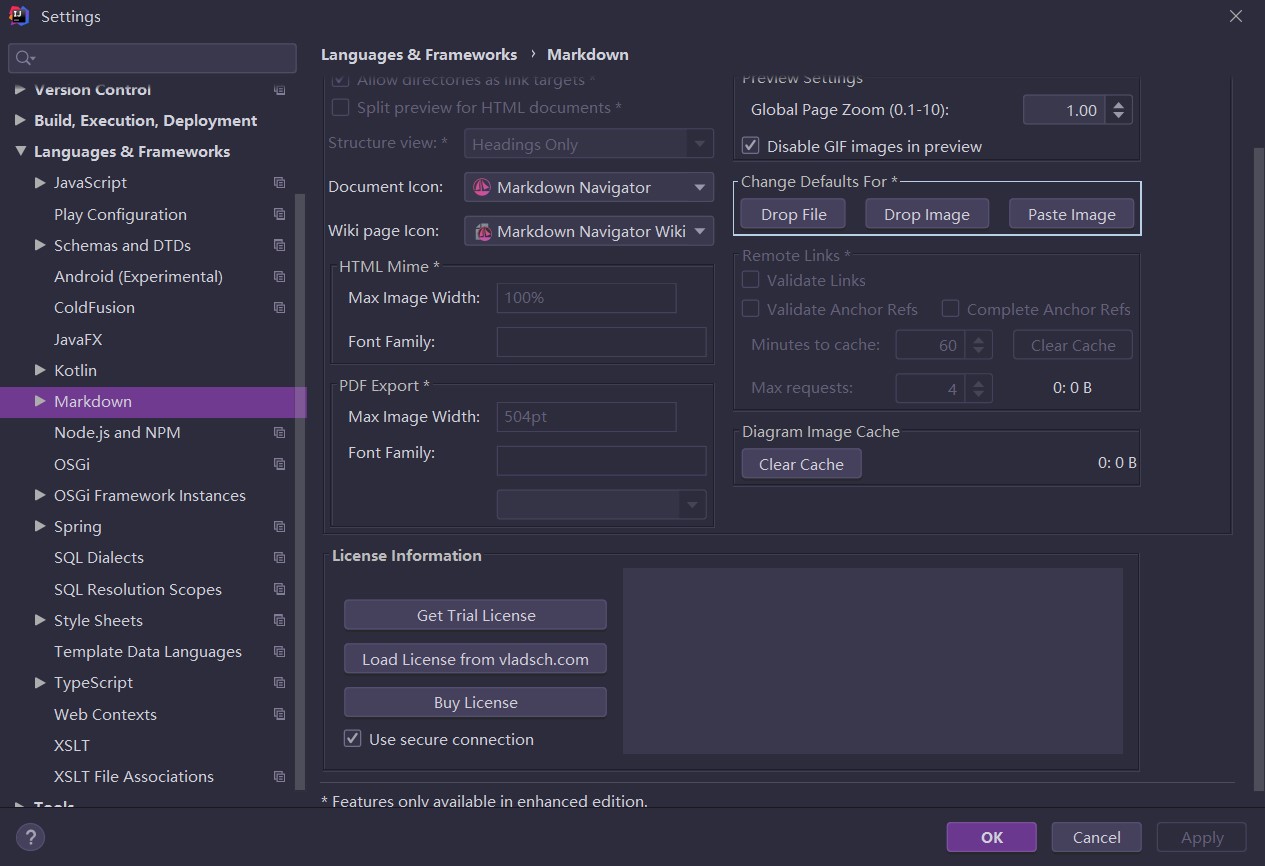 Settings
Version Control
Build, Execution, Deployment
Languages & Frameworks
JavaScript
Play Configuration
Schemas and DTDs
Android (Experimental)
ColdFusion
JavaFX
Kotlin
Markdown
Node.js and NPM
OSGi
OSGi Framework Instances
Spring
SQL Dialects
SQL Resolution Scopes
Style Sheets
Template Data Languages
TypeScript
Web Contexts
XSLT
XSLT File Associations
Tools
Languages & Frameworks › Markdown
Allow directories as link targets *
Split preview for HTML documents *
Structure view: * Headings Only
Document Icon: Markdown Navigator
Wiki page Icon: Markdown Navigator Wiki
HTML Mime *
Max Image Width: 100%
Font Family:
PDF Export *
Max Image Width: 504pt
Font Family:
Preview Settings
Global Page Zoom (0.1-10): 1.00
Disable GIF images in preview
Change Defaults For *
Drop File Drop Image Paste Image
Remote Links *
Validate Links
Validate Anchor Refs Complete Anchor Refs
Minutes to cache: 60 Clear Cache
Max requests: 4 0: 0 B
Diagram Image Cache
Clear Cache 0: 0 B
License Information
Get Trial License
Load License from vladsch.com
Buy License
Use secure connection
* Features only available in enhanced edition.
? OK Cancel Apply